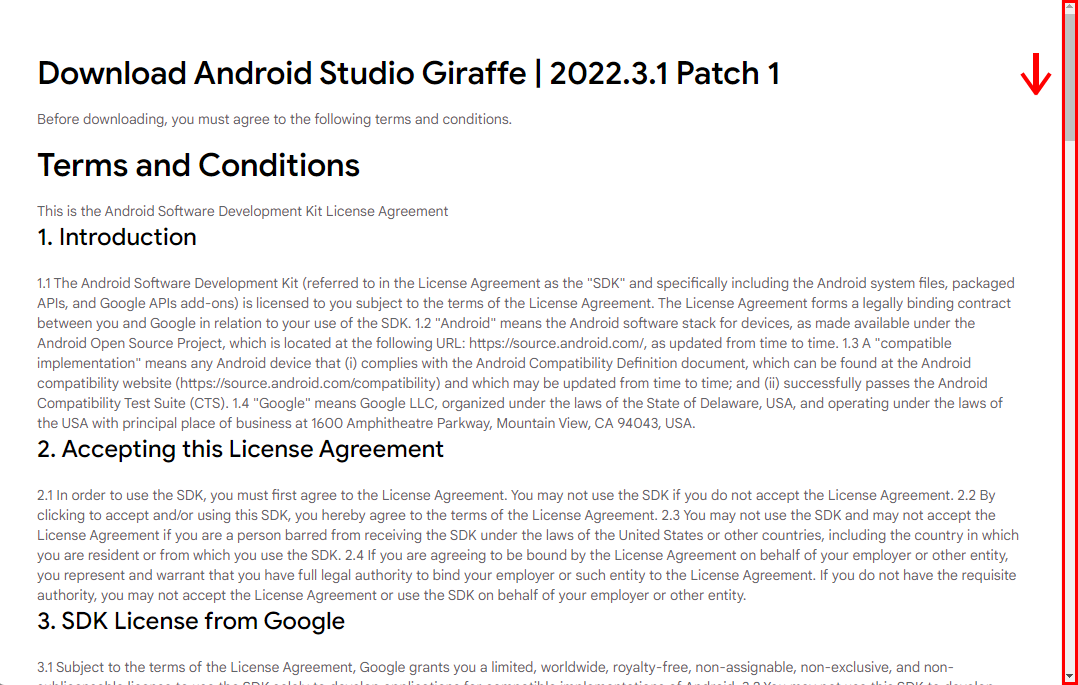 Download Android Studio Giraffe | 2022.3.1 Patch 1
Before downloading, you must agree to the following terms and conditions.
Terms and Conditions
This is the Android Software Development Kit License Agreement
1. Introduction
1.1 The Android Software Development Kit (referred to in the License Agreement as the "SDK" and specifically including the Android system files, packaged
APIs, and Google APIs add-ons) is licensed to you subject to the terms of the License Agreement. The License Agreement forms a legally binding contract
between you and Google in relation to your use of the SDK. 1.2 "Android" means the Android software stack for devices, as made available under the
Android Open Source Project, which is located at the following URL: https://source.android.com/, as updated from time to time. 1.3 A "compatible
implementation" means any Android device that (i) complies with the Android Compatibility Definition document, which can be found at the Android
compatibility website (https://source.android.com/compatibility) and which may be updated from time to time; and (ii) successfully passes the Android
Compatibility Test Suite (CTS). 1.4 "Google" means Google LLC, organized under the laws of the State of Delaware, USA, and operating under the laws of
the USA with principal place of business at 1600 Amphitheatre Parkway, Mountain View, CA 94043, USA.
2. Accepting this License Agreement
2.1 In order to use the SDK, you must first agree to the License Agreement. You may not use the SDK if you do not accept the License Agreement. 2.2 By
clicking to accept and/or using this SDK, you hereby agree to the terms of the License Agreement. 2.3 You may not use the SDK and may not accept the
License Agreement if you are a person barred from receiving the SDK under the laws of the United States or other countries, including the country in which
you are resident or from which you use the SDK. 2.4 If you are agreeing to be bound by the License Agreement on behalf of your employer or other entity,
you represent and warrant that you have full legal authority to bind your employer or such entity to the License Agreement. If you do not have the requisite
authority, you may not accept the License Agreement or use the SDK on behalf of your employer or other entity.
3. SDK License from Google
3.1 Subject to the terms of the License Agreement, Google grants you a limited, worldwide, royalty-free, non-assignable, non-exclusive, and non-